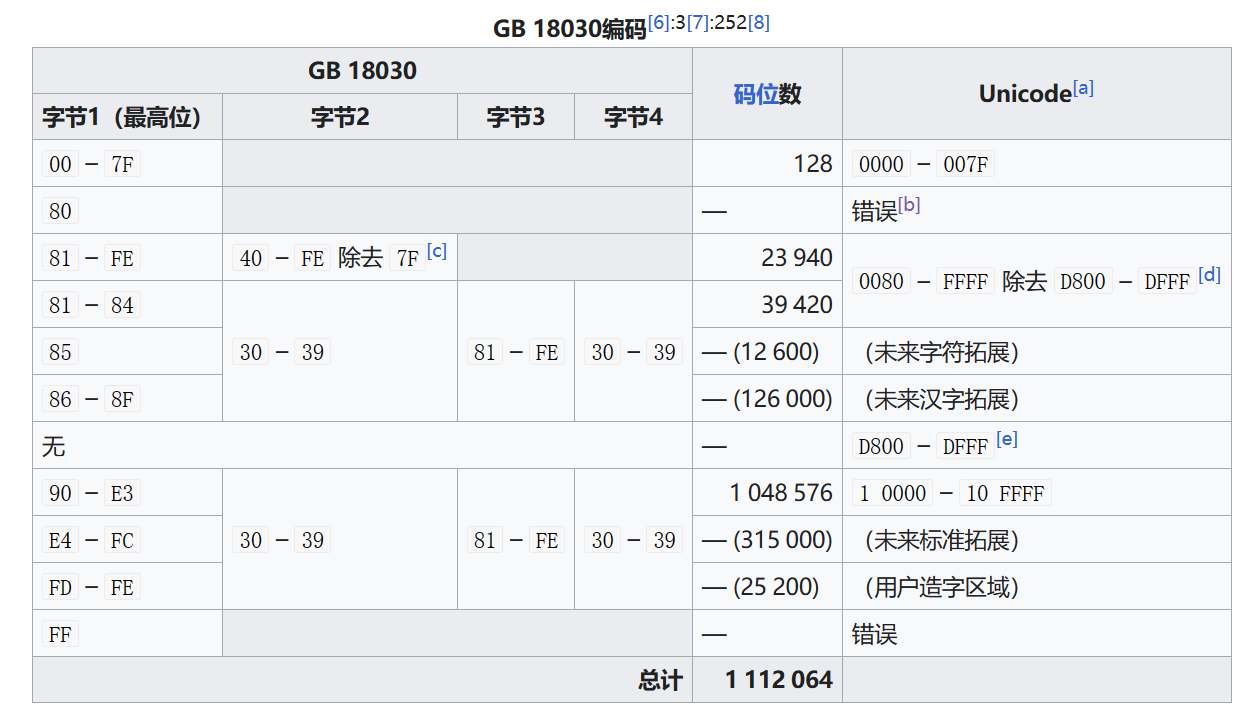 GB 18030编码[6]:3[7]:252[8]
GB 18030 码位数 Unicode[a]
字节1（最高位） 字节2 字节3 字节4
00 – 7F 128 0000 – 007F
80 — 错误[b]
81 – FE 40 – FE 除去 7F [c] 23 940 0080 – FFFF 除去 D800 – DFFF [d]
81 – 84 39 420
85 30 – 39 81 – FE 30 – 39 — (12 600) （未来字符拓展）
86 – 8F — (126 000) （未来汉字拓展）
无 — D800 – DFFF [e]
90 – E3 1 048 576 1 0000 – 10 FFFF
E4 – FC 30 – 39 81 – FE 30 – 39 — (315 000) （未来标准拓展）
FD – FE — (25 200) （用户造字区域）
FF — 错误
总计 1 112 064